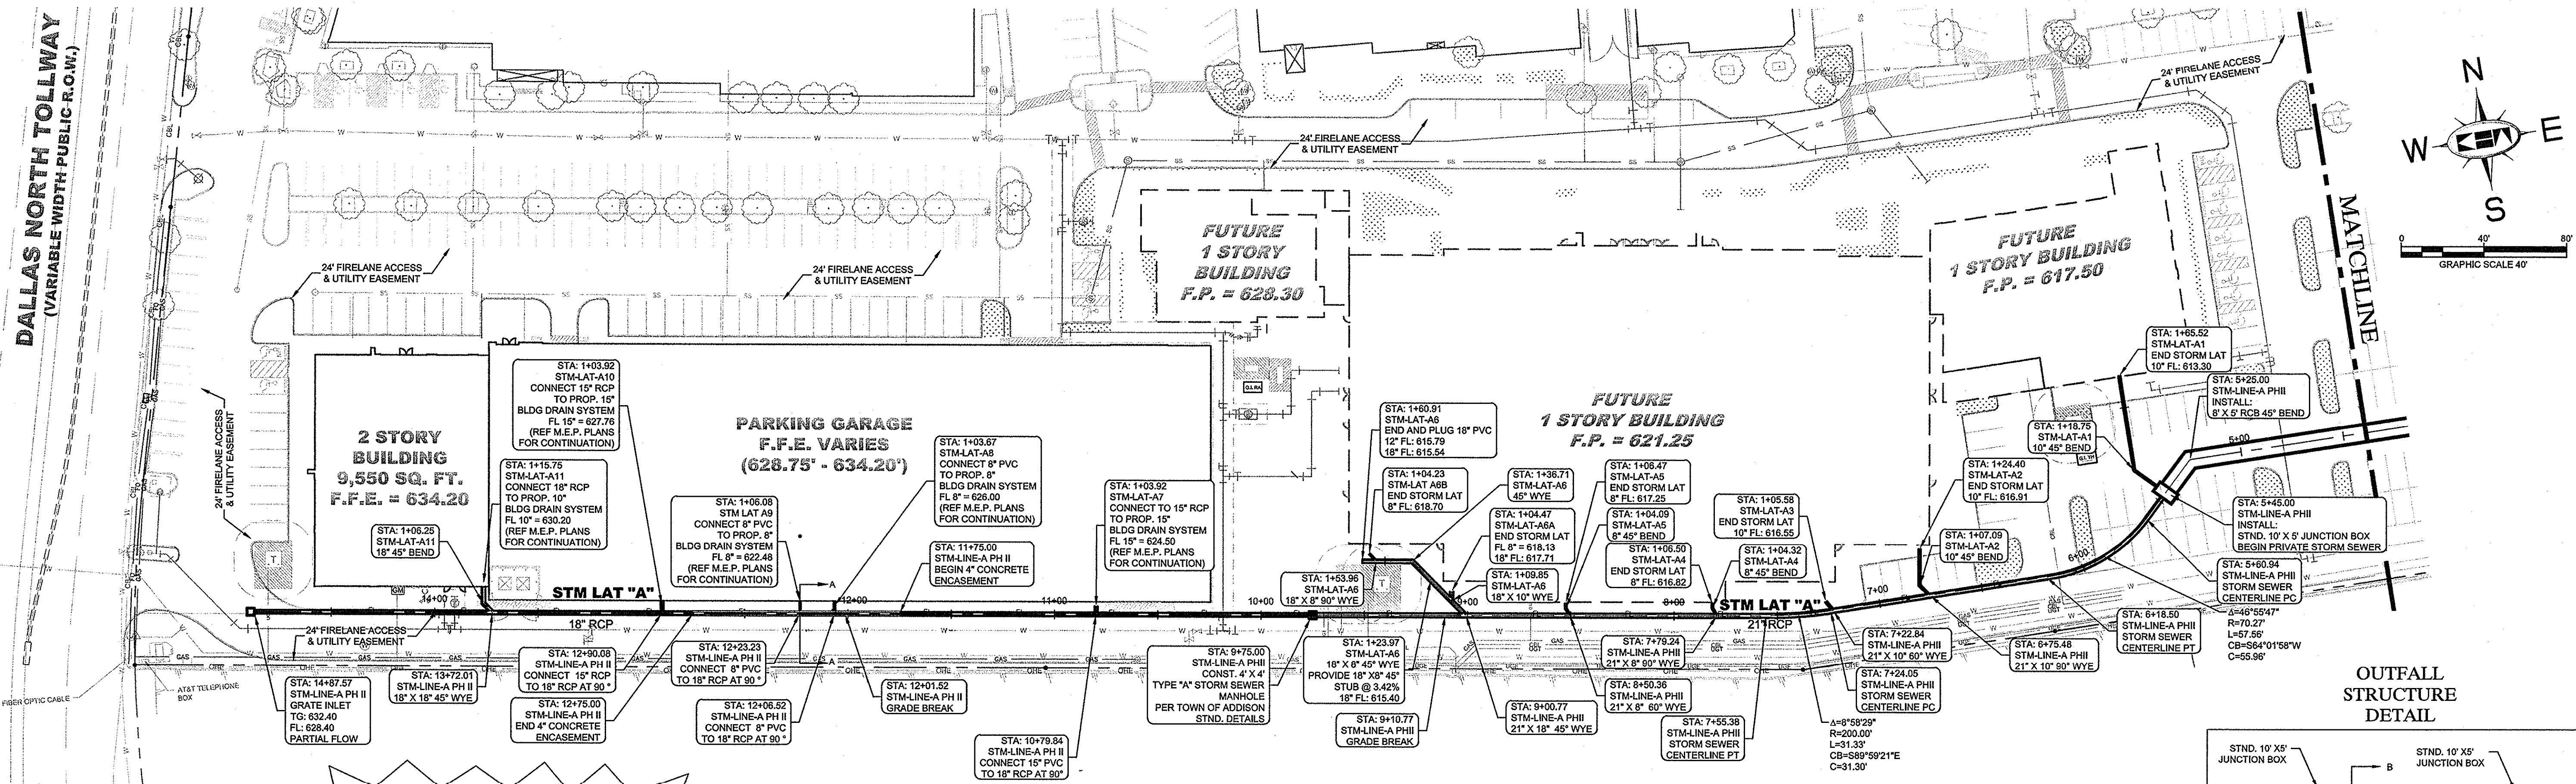 DALLAS NORTH TOLLWAY
(VARIABLE WIDTH PUBLIC R.O.W.)
24' FIRELANE ACCESS
& UTILITY EASEMENT
24' FIRELANE ACCESS
& UTILITY EASEMENT
N
W
E
S
0
40'
80'
GRAPHIC SCALE 40'
MATCHLINE
FUTURE
1 STORY
BUILDING
F.P. = 628.30
FUTURE
1 STORY BUILDING
F.P. = 617.50
24' FIRELANE ACCESS
& UTILITY EASEMENT
24' FIRELANE ACCESS
& UTILITY EASEMENT
24' FIRELANE ACCESS
& UTILITY EASEMENT
2 STORY
BUILDING
9,550 SQ. FT.
F.F.E. = 634.20
PARKING GARAGE
F.F.E. VARIES
(628.75' - 634.20')
FUTURE
1 STORY BUILDING
F.P. = 621.25
STA: 1+03.92
STM-LAT-A10
CONNECT 15" RCP
TO PROP. 15"
BLDG DRAIN SYSTEM
FL 15" = 627.76
(REF M.E.P. PLANS
FOR CONTINUATION)
STA: 1+15.75
STM-LAT-A11
CONNECT 18" RCP
TO PROP. 10"
BLDG DRAIN SYSTEM
FL 10" = 630.20
(REF M.E.P. PLANS
FOR CONTINUATION)
STA: 1+06.25
STM-LAT-A11
18" 45° BEND
STA: 1+06.08
STM LAT A9
CONNECT 8" PVC
TO PROP. 8"
BLDG DRAIN SYSTEM
FL 8" = 622.48
(REF M.E.P. PLANS
FOR CONTINUATION)
STA: 1+03.67
STM-LAT-A8
CONNECT 8" PVC
TO PROP. 8"
BLDG DRAIN SYSTEM
FL 8" = 626.00
(REF M.E.P. PLANS
FOR CONTINUATION)
11+75.00
STM-LINE-A PH II
BEGIN 4" CONCRETE
ENCASEMENT
STA: 1+03.92
STM-LAT-A7
CONNECT TO 15" RCP
TO PROP. 15"
BLDG DRAIN SYSTEM
FL 15" = 624.50
(REF M.E.P. PLANS
FOR CONTINUATION)
STA: 1+60.91
STM-LAT-A6
END AND PLUG 18" PVC
12" FL: 615.79
18" FL: 615.54
STA: 1+04.23
STM-LAT A6B
END STORM LAT
8" FL: 618.70
STA: 1+36.71
STM-LAT-A6
45° WYE
STA: 1+04.47
STM-LAT-A6A
END STORM LAT
FL 8" = 618.13
18" FL: 617.71
STA: 1+06.47
STM-LAT-A5
END STORM LAT
8" FL: 617.25
STA: 1+04.09
STM-LAT-A5
8" 45° BEND
STA: 1+06.50
STM-LAT-A4
END STORM LAT
8" FL: 616.82
STA: 1+05.58
STM-LAT-A3
END STORM LAT
10" FL: 616.55
STA: 1+04.32
STM-LAT-A4
8" 45° BEND
STA: 1+53.96
STM-LAT-A6
18" X 8" 90° WYE
STA: 1+09.85
STM-LAT-A6
18" X 10" WYE
STA: 1+24.40
STM-LAT-A2
END STORM LAT
10" FL: 616.91
STA: 1+07.09
STM-LAT-A2
10" 45° BEND
STA: 1+18.75
STM-LAT-A1
10" 45° BEND
STA: 1+65.52
STM-LAT-A1
END STORM LAT
10" FL: 613.30
STA: 5+25.00
STM-LINE-A PHII
INSTALL:
8' X 5' RCB 45° BEND
STA: 5+45.00
STM-LINE-A PHII
INSTALL:
STND. 10' X 5' JUNCTION BOX
BEGIN PRIVATE STORM SEWER
STA: 5+60.94
STM-LINE-A PHII
STORM SEWER
CENTERLINE PC
Δ=46°55'47"
R=70.27'
L=57.56'
CB=S64°01'58"W
C=55.96'
STA: 6+18.50
STM-LINE-A PHII
STORM SEWER
CENTERLINE PT
STA: 6+75.48
STM-LINE-A PHII
21" X 10" 90° WYE
STA: 7+22.84
STM-LINE-A PHII
21" X 10" 60° WYE
STA: 7+24.05
STM-LINE-A PHII
STORM SEWER
CENTERLINE PC
Δ=8°58'29"
R=200.00'
L=31.33'
CB=S89°59'21"E
C=31.30'
STA: 7+55.38
STM-LINE-A PHII
STORM SEWER
CENTERLINE PT
STA: 7+79.24
STM-LINE-A PHII
21" X 8" 90° WYE
STA: 8+50.36
STM-LINE-A PHII
21" X 8" 60° WYE
STA: 9+00.77
STM-LINE-A PHII
21" X 18" 45° WYE
STA: 9+10.77
STM-LINE-A PHII
GRADE BREAK
STA: 1+23.97
STM-LAT-A6
18" X 8" 45° WYE
PROVIDE 18" X8" 45°
STUB @ 3.42%
18" FL: 615.40
STA: 9+75.00
STM-LINE-A PHII
CONST. 4' X 4'
TYPE "A" STORM SEWER
MANHOLE
PER TOWN OF ADDISON
STND. DETAILS
STA: 10+79.84
STM-LINE-A PH II
CONNECT 15" PVC
TO 18" RCP AT 90°
STA: 12+01.52
STM-LINE-A PH II
GRADE BREAK
STA: 12+06.52
STM-LINE-A PH II
CONNECT 8" PVC
TO 18" RCP AT 90 °
STA: 12+23.23
STM-LINE-A PH II
CONNECT 8" PVC
TO 18" RCP AT 90 °
STA: 12+90.08
STM-LINE-A PH II
CONNECT 15" RCP
TO 18" RCP AT 90 °
STA: 12+75.00
STM-LINE-A PH II
END 4" CONCRETE
ENCASEMENT
STA: 13+72.01
STM-LINE-A PH II
18" X 18" 45° WYE
STA: 14+87.57
STM-LINE-A PH II
GRATE INLET
TG: 632.40
FL: 628.40
PARTIAL FLOW
24' FIRELANE ACCESS
& UTILITY EASEMENT
STM LAT "A"
18" RCP
STM LAT "A"
21" RCP
14+00
12+00
11+00
10+00
8+00
7+00
6+00
5+00
A
A
GM
T
T
AT&T TELEPHONE
BOX
FIBER OPTIC CABLE
OUTFALL
STRUCTURE
DETAIL
STND. 10' X5'
JUNCTION BOX
STND. 10' X5'
JUNCTION BOX
B